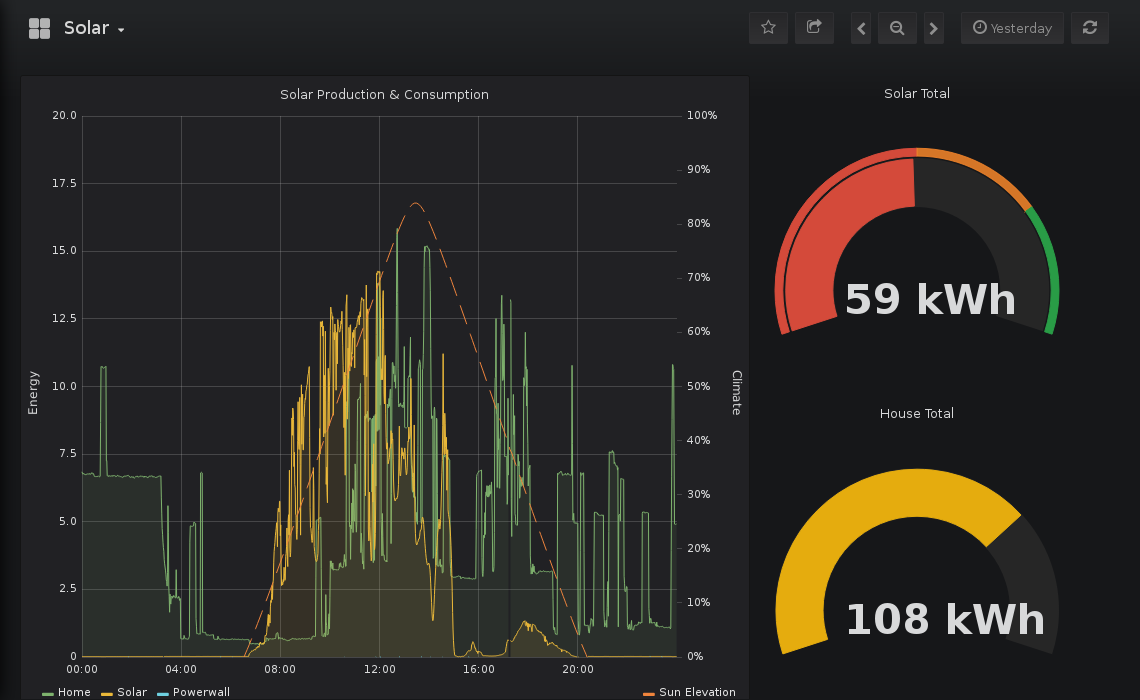 Solar
Yesterday
Solar Production & Consumption
20.0
17.5
15.0
12.5
10.0
7.5
5.0
2.5
0
Energy
100%
90%
80%
70%
60%
50%
40%
30%
20%
10%
0%
Climate
00:00 04:00 08:00 12:00 16:00 20:00
Home Solar Powerwall Sun Elevation
Solar Total
59 kWh
House Total
108 kWh